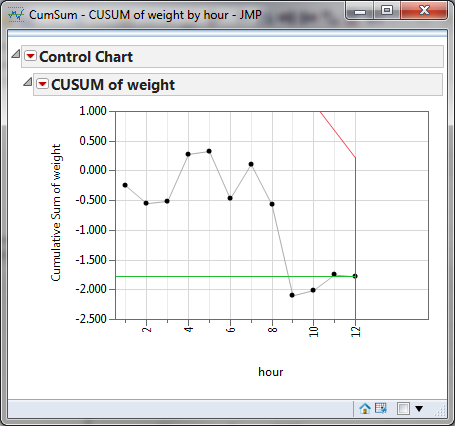 CumSum - CUSUM of weight by hour - JMP
Control Chart
CUSUM of weight
Cumulative Sum of weight
1.000
0.500
0.000
-0.500
-1.000
-1.500
-2.000
-2.500
2 4 6 8 10 12
hour